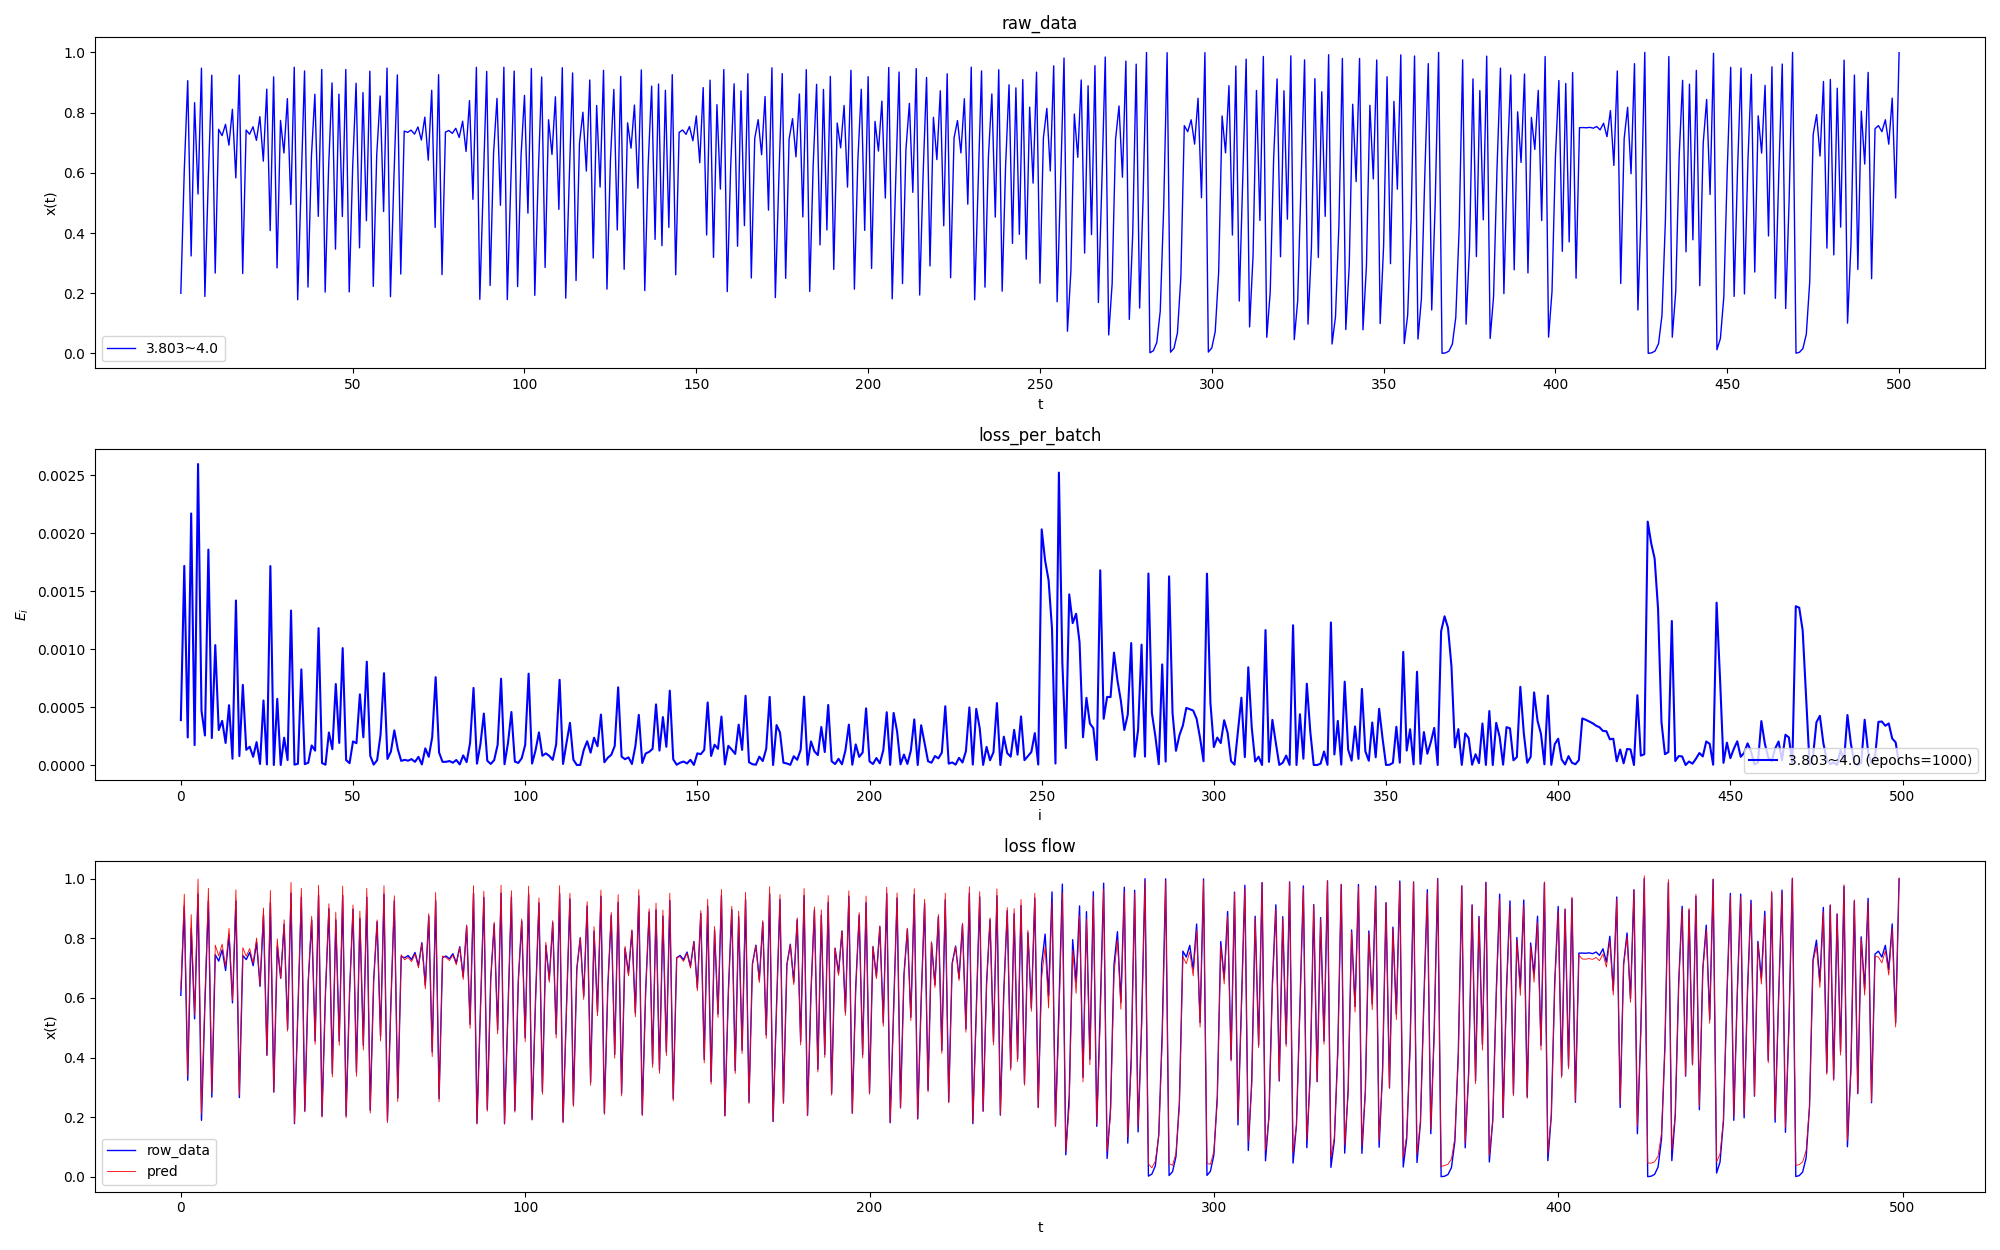 raw_data
1.0
0.8
0.6
0.4
0.2
0.0
x(t)
3.803~4.0
50 100 150 200 250 300 350 400 450 500
t
loss_per_batch
0.0025
0.0020
0.0015
0.0010
0.0005
0.0000
E_i
3.803~4.0 (epochs=1000)
0 50 100 150 200 250 300 350 400 450 500
i
loss flow
1.0
0.8
0.6
0.4
0.2
0.0
x(t)
row_data
pred
0 100 200 300 400 500
t